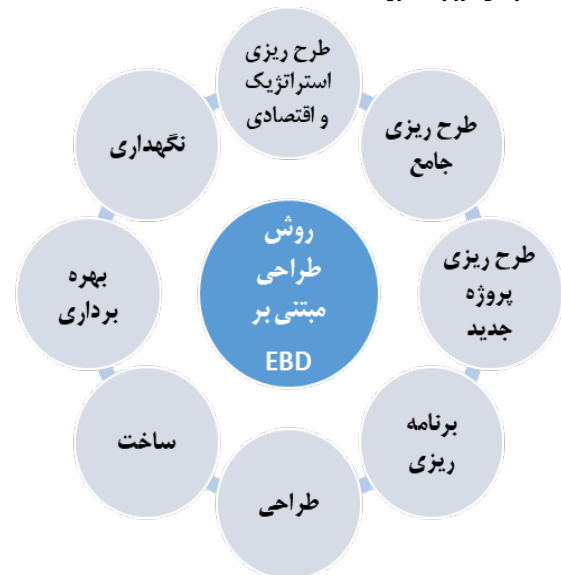 طرح ریزی
استراتژیک
و اقتصادی
طرح ریزی
جامع
طرح ریزی
پروژه
جدید
برنامه
ریزی
طراحی
ساخت
بهره
برداری
نگهداری
روش
طراحی
مبتنی بر
EBD